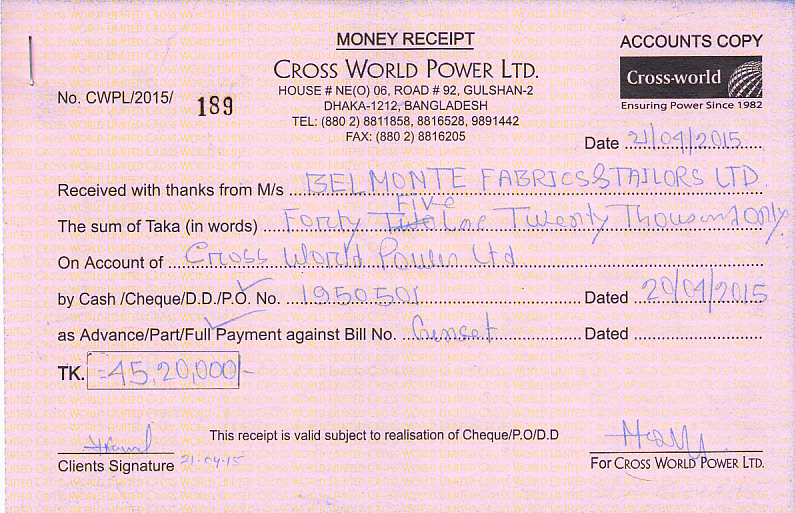 MONEY RECEIPT
ACCOUNTS COPY
CROSS WORLD POWER LTD.
Cross-world
HOUSE # NE(O) 06, ROAD # 92, GULSHAN-2
Ensuring Power Since 1982
No. CWPL/2015/ 189
DHAKA-1212, BANGLADESH
TEL: (880 2) 8811858, 8816528, 9891442
FAX: (880 2) 8816205
Date 21/04/2015
Received with thanks from M/s BELMONTE FABRICS & TAILORS LTD
Five
The sum of Taka (in words) Forty Lac Twenty Thousand only.
On Account of Cross World Power Ltd
by Cash /Cheque/D.D./P.O. No. 1950501 Dated 20/04/2015
as Advance/Part/Full Payment against Bill No. Genset Dated
TK. =45,20,000/-
This receipt is valid subject to realisation of Cheque/P.O/D.D
Clients Signature 21-04-15
For CROSS WORLD POWER LTD.